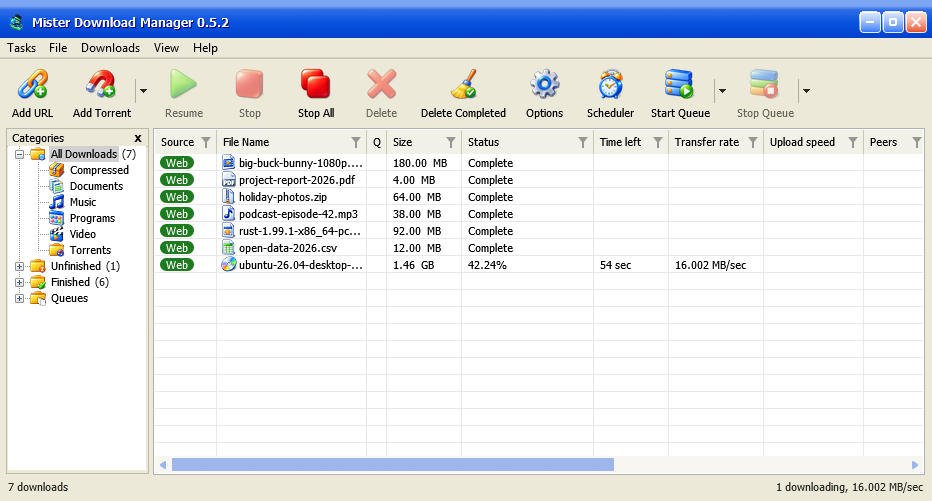 Mister Download Manager 0.5.2
Tasks File Downloads View Help
Add URL Add Torrent Resume Stop Stop All Delete Delete Completed Options Scheduler Start Queue Stop Queue
Categories x
All Downloads (7)
Compressed
Documents
Music
Programs
Video
Torrents
Unfinished (1)
Finished (6)
Queues
Source File Name Q Size Status Time left Transfer rate Upload speed Peers
Web big-buck-bunny-1080p.... 180.00 MB Complete
Web project-report-2026.pdf 4.00 MB Complete
Web holiday-photos.zip 64.00 MB Complete
Web podcast-episode-42.mp3 38.00 MB Complete
Web rust-1.99.1-x86_64-pc... 92.00 MB Complete
Web open-data-2026.csv 12.00 MB Complete
Web ubuntu-26.04-desktop-... 1.46 GB 42.24% 54 sec 16.002 MB/sec
7 downloads 1 downloading, 16.002 MB/sec